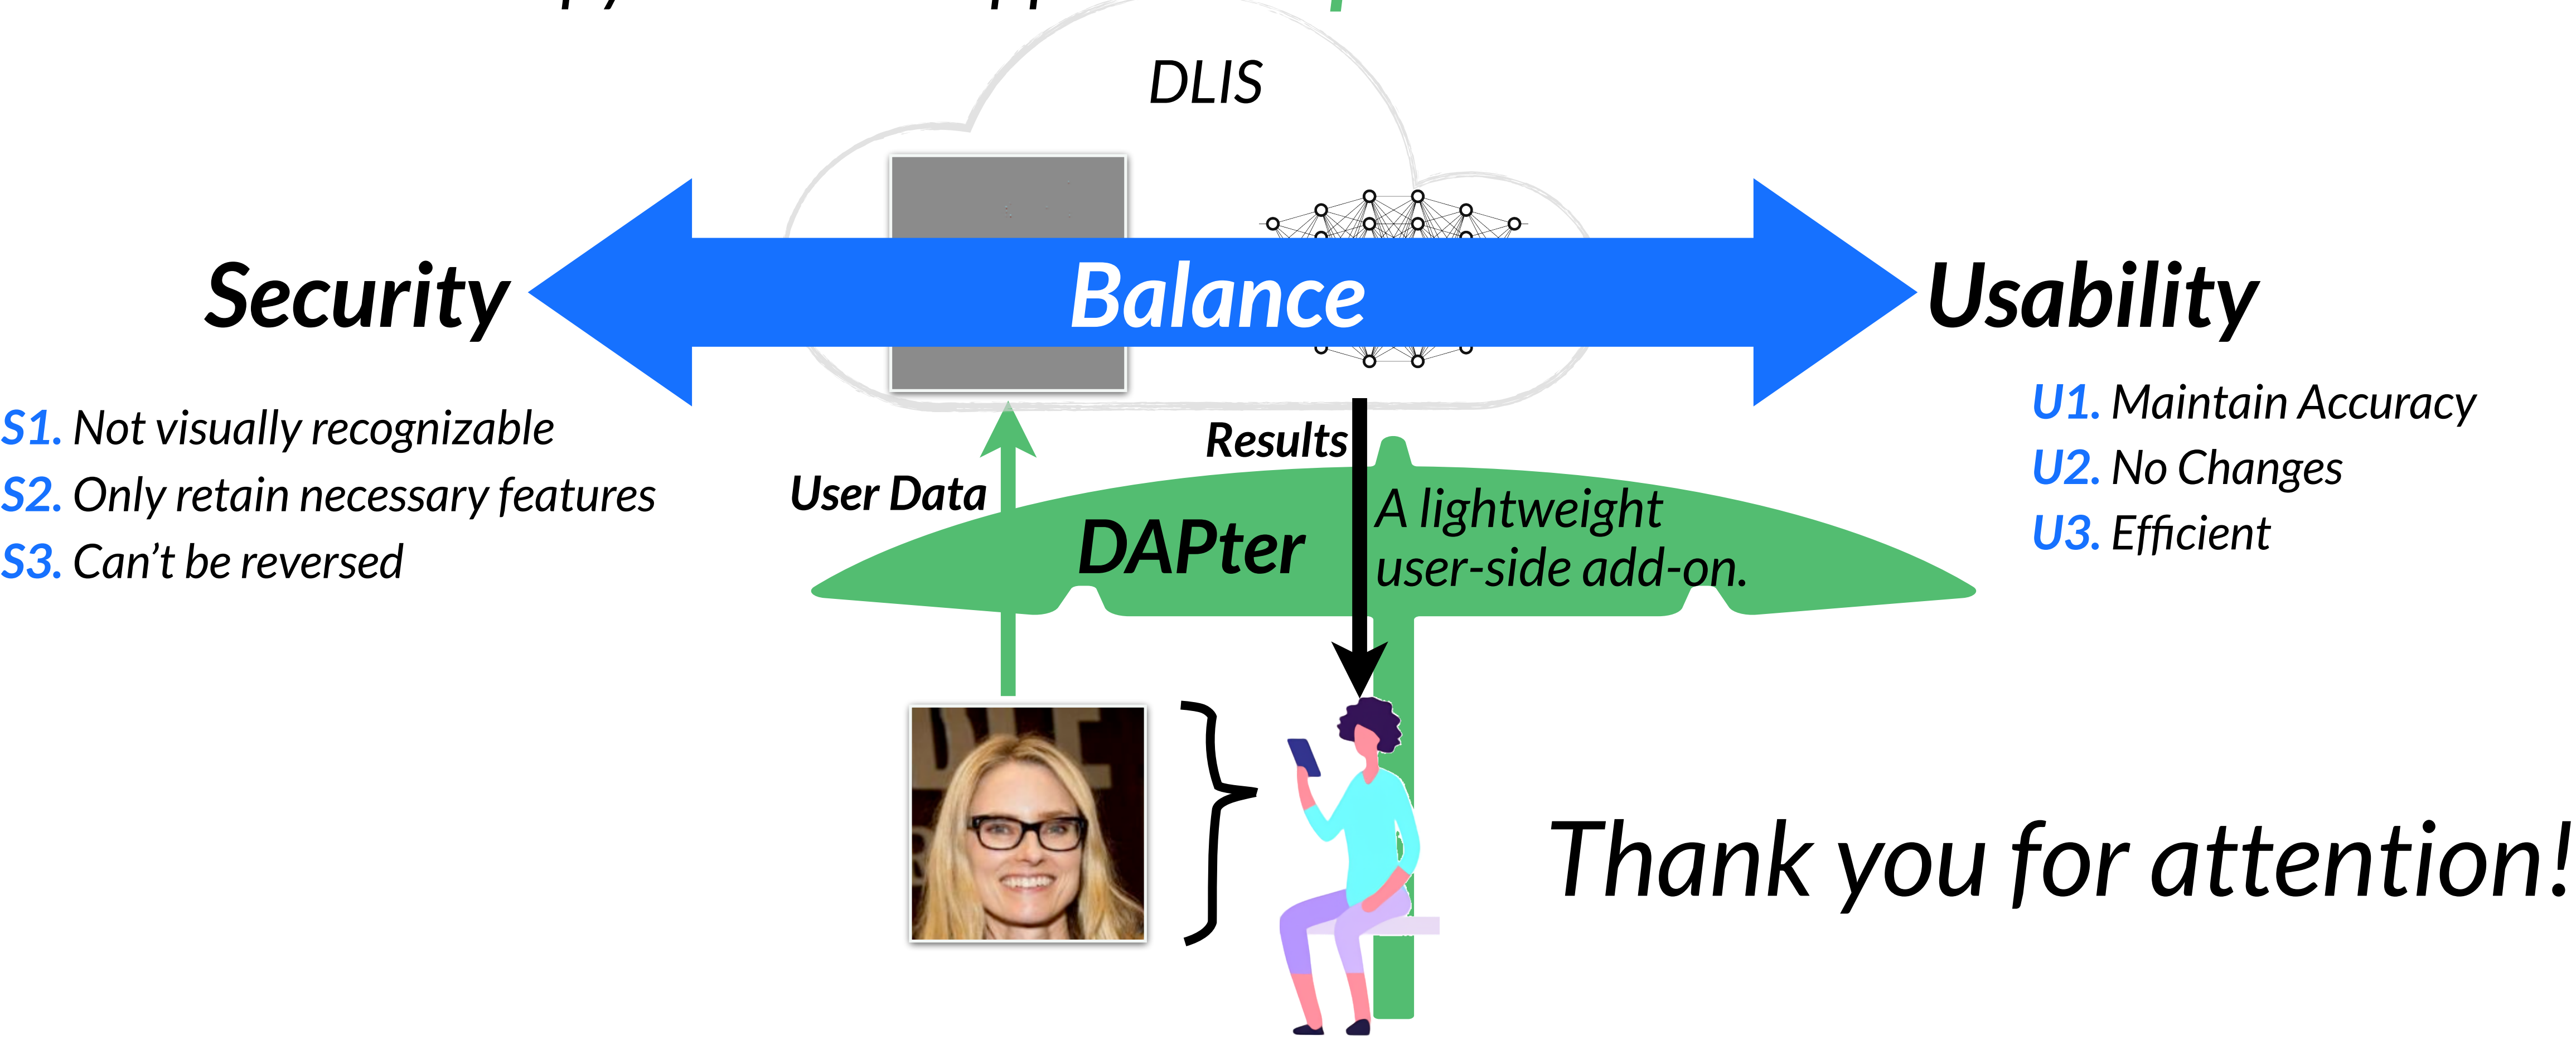 DLIS
Security
Balance
Usability
S1. Not visually recognizable
S2. Only retain necessary features
S3. Can’t be reversed
U1. Maintain Accuracy
U2. No Changes
U3. Efficient
Results
User Data
DAPter
A lightweight
user-side add-on.
Thank you for attention!